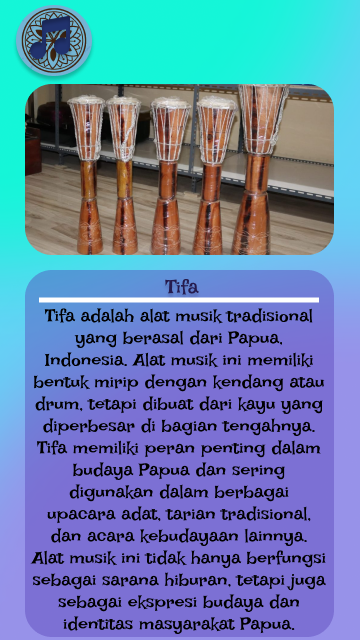 Tifa
Tifa adalah alat musik tradisional
yang berasal dari Papua,
Indonesia. Alat musik ini memiliki
bentuk mirip dengan kendang atau
drum, tetapi dibuat dari kayu yang
diperbesar di bagian tengahnya.
Tifa memiliki peran penting dalam
budaya Papua dan sering
digunakan dalam berbagai
upacara adat, tarian tradisional,
dan acara kebudayaan lainnya.
Alat musik ini tidak hanya berfungsi
sebagai sarana hiburan, tetapi juga
sebagai ekspresi budaya dan
identitas masyarakat Papua.